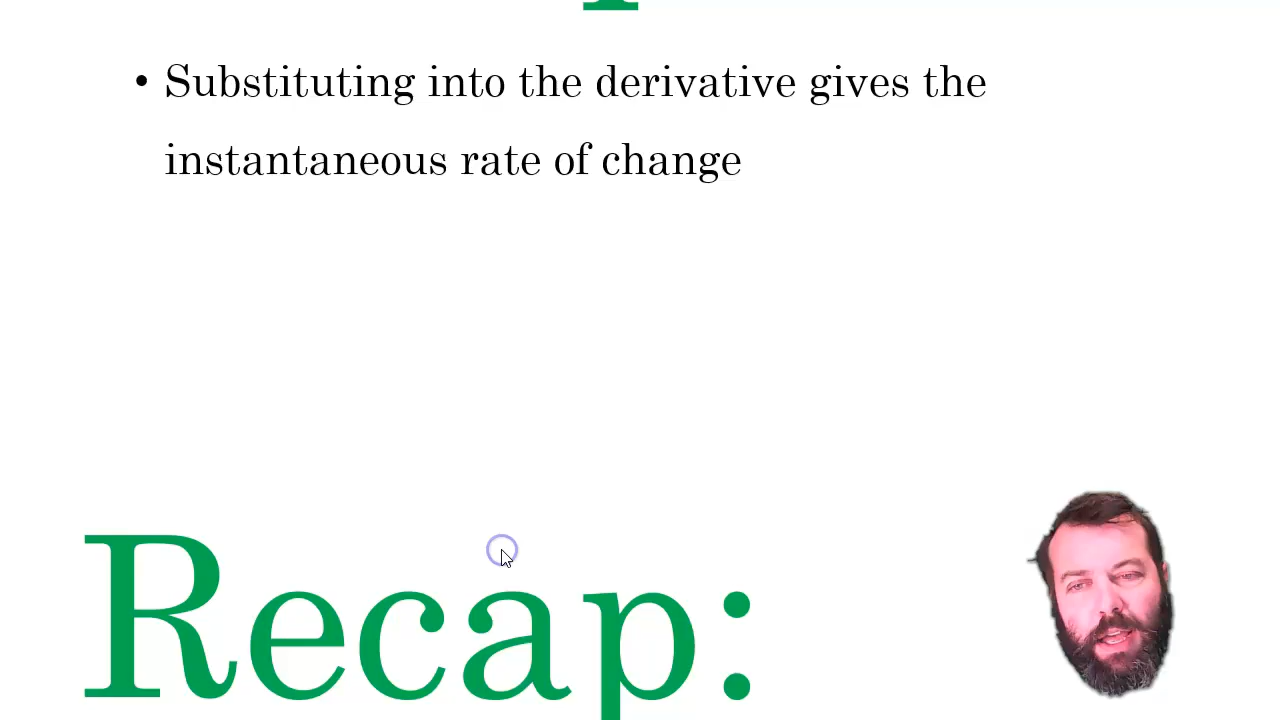 • Substituting into the derivative gives the
instantaneous rate of change
Recap: